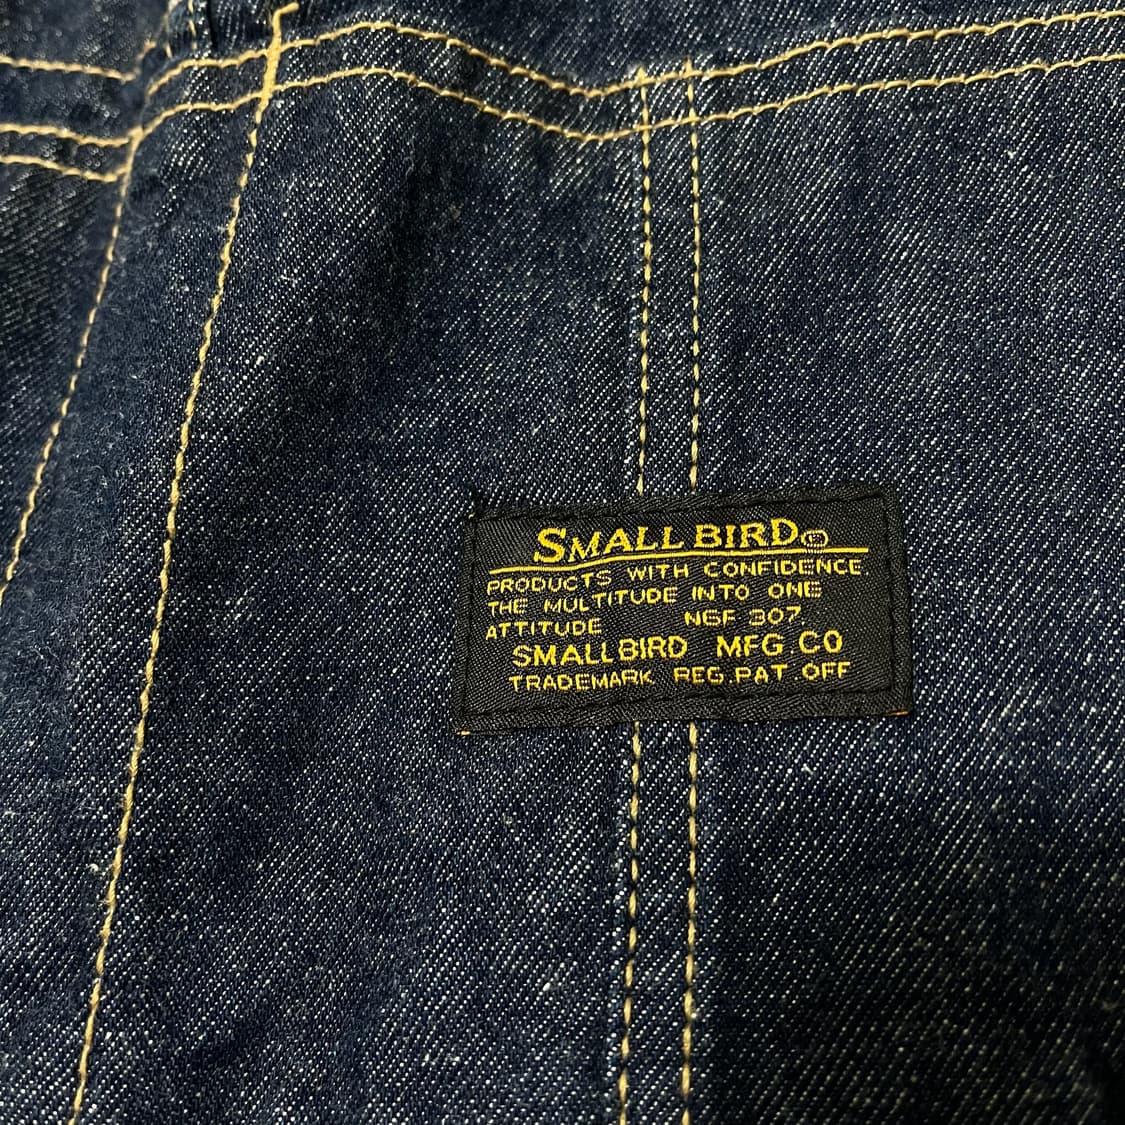 SMALL BIRD®
PRODUCTS WITH CONFIDENCE
THE MULTITUDE INTO ONE
ATTITUDE NGF 307.
SMALLBIRD MFG.CO
TRADEMARK REG.PAT.OFF